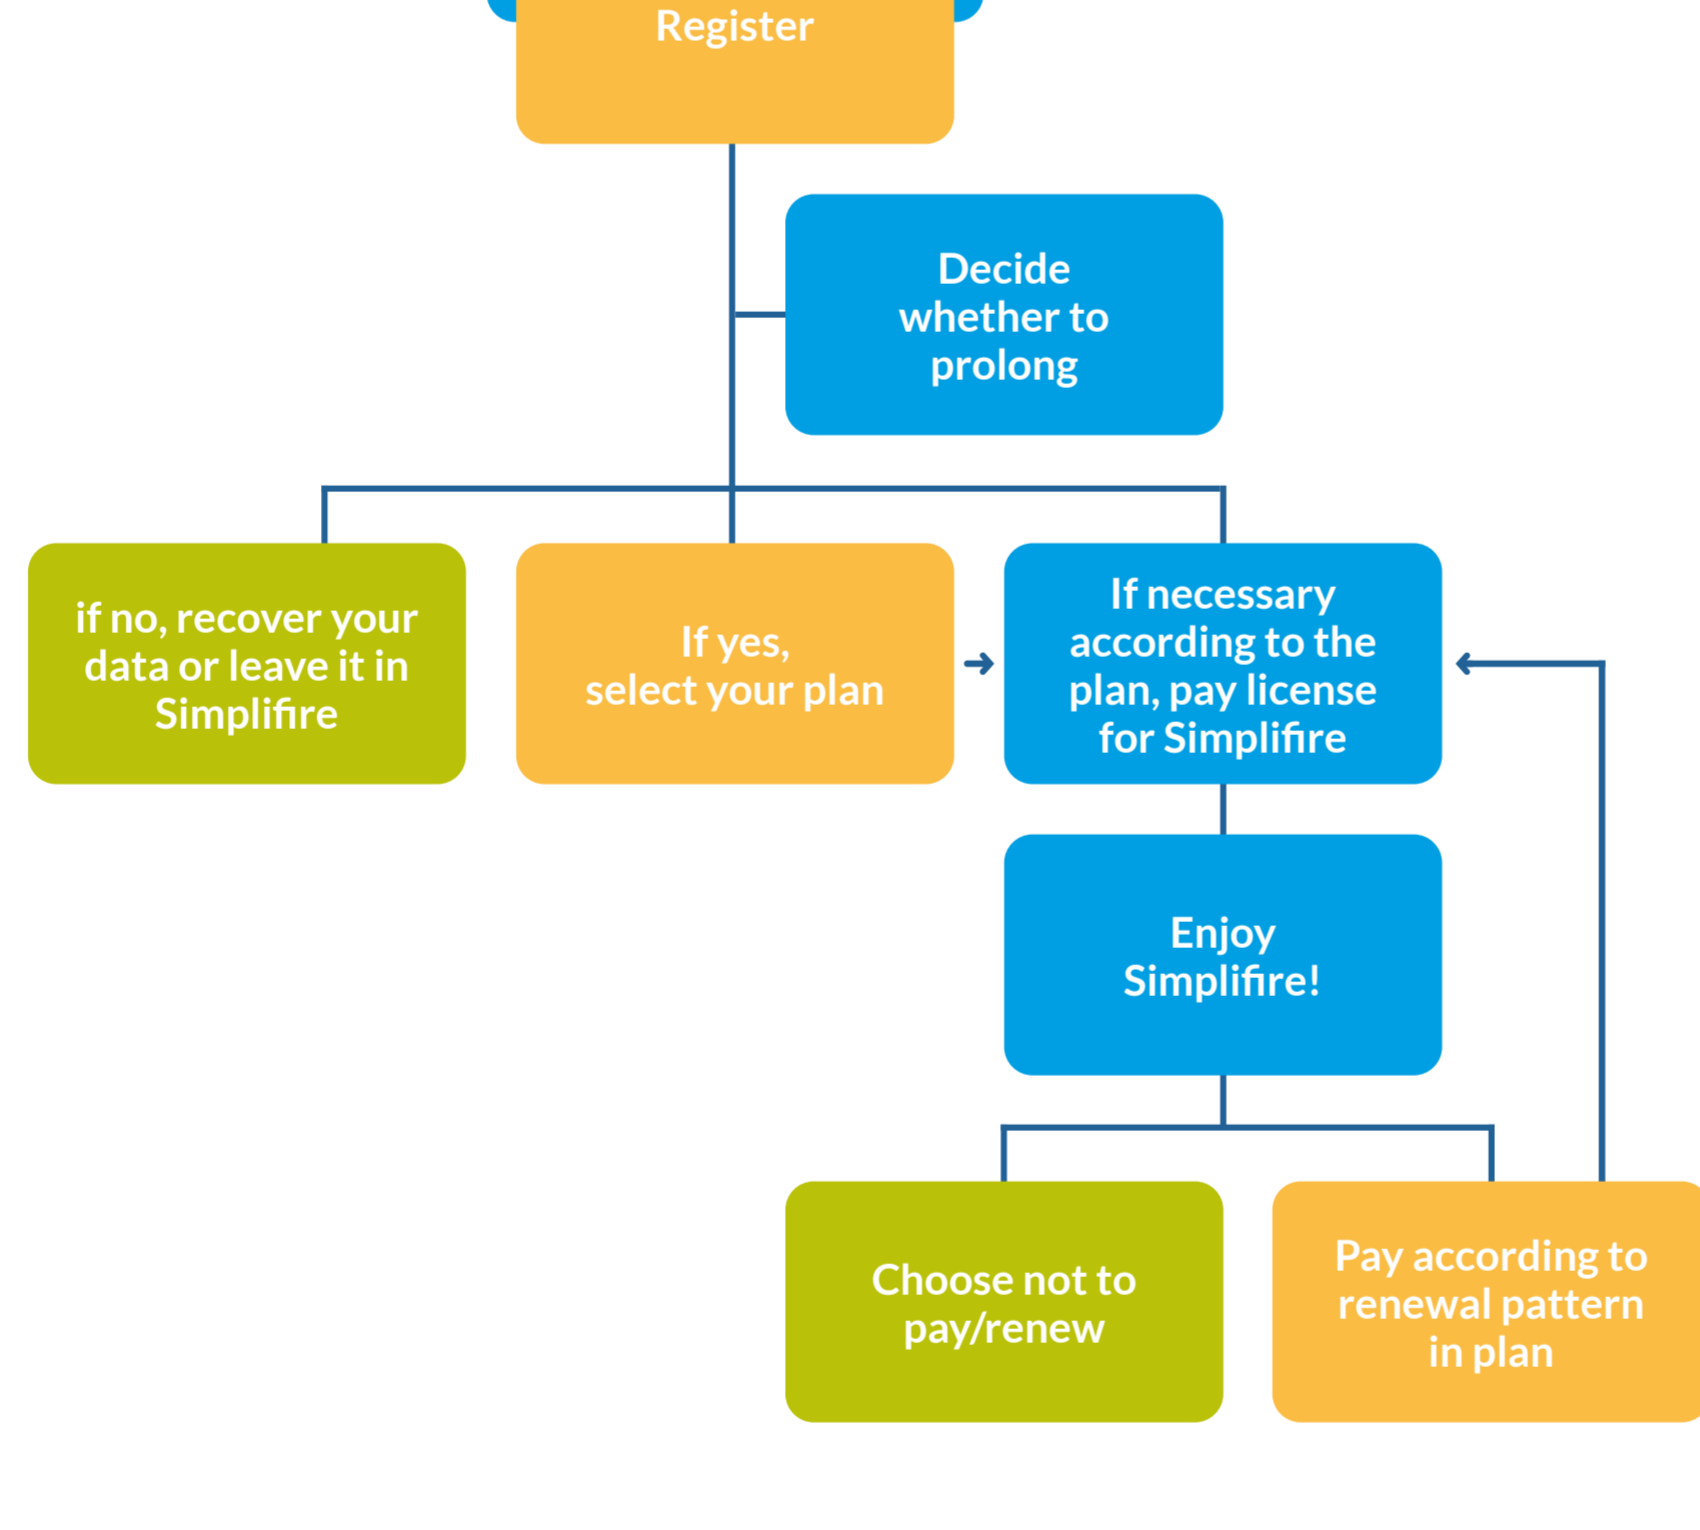 Register
Decide
whether to
prolong
if no, recover your
data or leave it in
Simplifire
If yes,
select your plan
If necessary
according to the
plan, pay license
for Simplifire
Enjoy
Simplifire!
Choose not to
pay/renew
Pay according to
renewal pattern
in plan